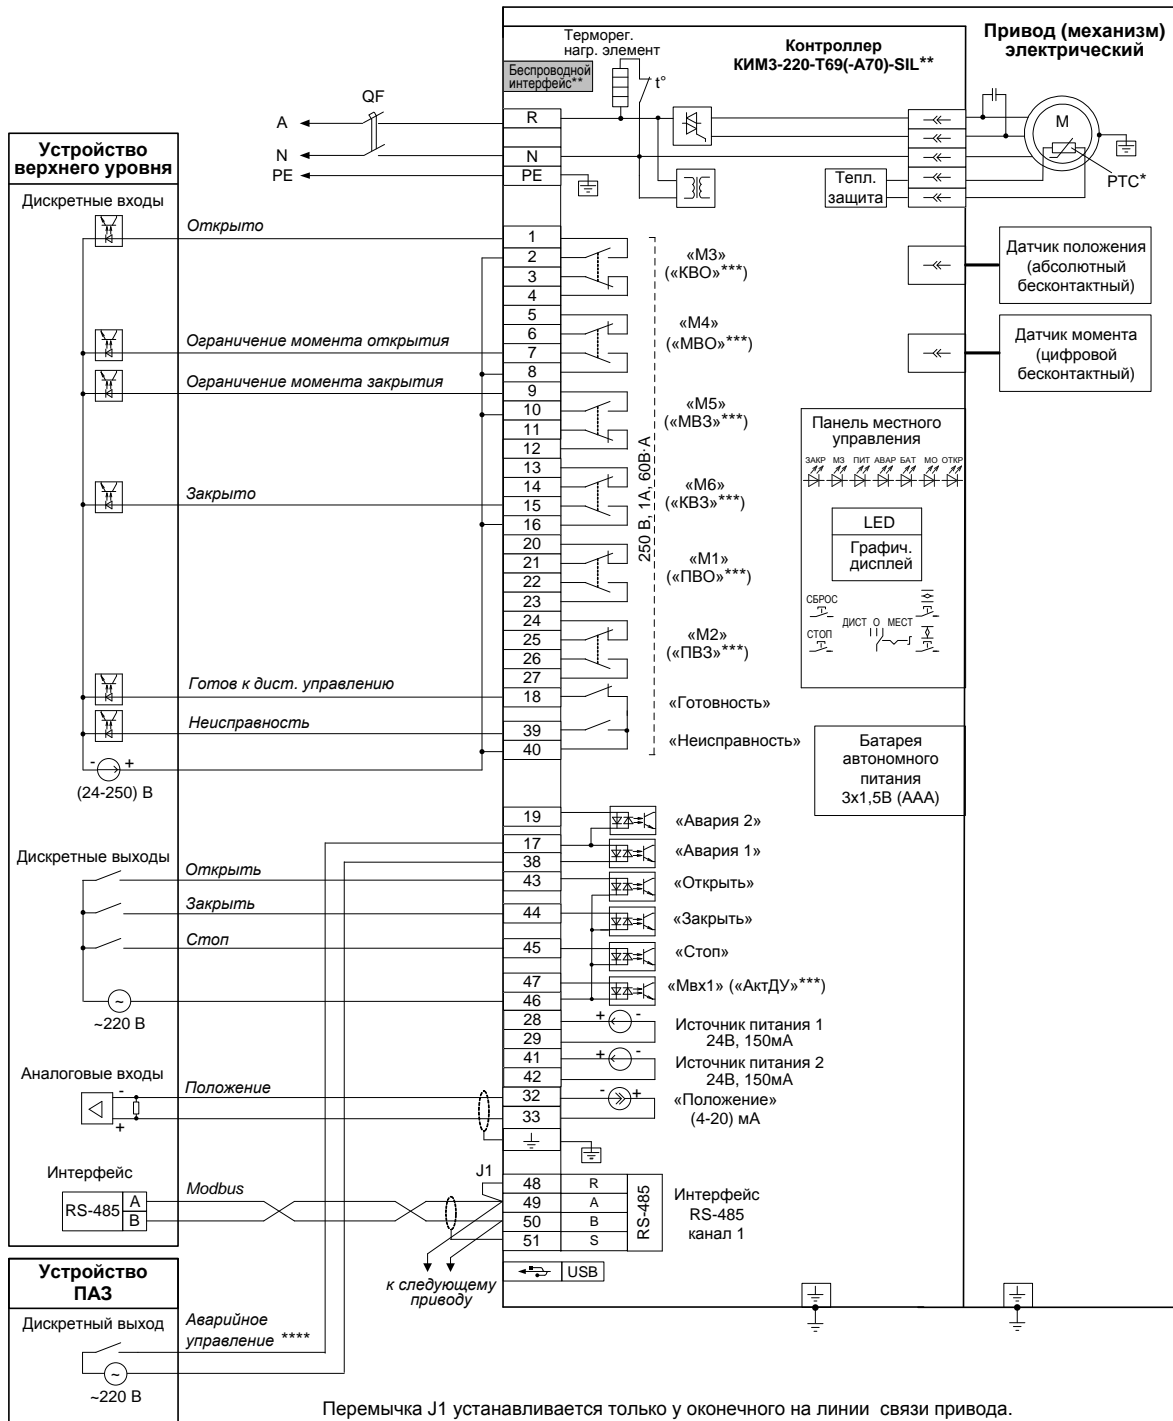 Привод (механизм)
электрический
Терморег.
нагр. элемент
Контроллер
КИМ3-220-Т69(-А70)-SIL**
Беспроводной
интерфейс**
t°
QF
A
R
N
N
PE
PE
M
PTC*
Тепл.
защита
Устройство
верхнего уровня
Дискретные входы
Открыто
1
2
3
4
«М3»
(«КВО»***)
Датчик положения
(абсолютный
бесконтактный)
5
6
7
8
«М4»
(«МВО»***)
Ограничение момента открытия
Датчик момента
(цифровой
бесконтактный)
Ограничение момента закрытия
9
10
11
12
«М5»
(«МВЗ»***)
Панель местного
управления
ЗАКР МЗ ПИТ АВАР БАТ МО ОТКР
13
14
15
16
«М6»
(«КВЗ»***)
Закрыто
250 В, 1А, 60В·А
LED
Графич.
дисплей
20
21
22
23
«М1»
(«ПВО»***)
СБРОС
СТОП
ДИСТ О МЕСТ
24
25
26
27
«М2»
(«ПВЗ»***)
Готов к дист. управлению
18
«Готовность»
Неисправность
39
40
«Неисправность»
Батарея
автономного
питания
3х1,5В (ААА)
- +
(24-250) В
19
«Авария 2»
17
38
«Авария 1»
Дискретные выходы
Открыть
43
«Открыть»
Закрыть
44
«Закрыть»
Стоп
45
«Стоп»
47
46
«Мвх1» («АктДУ»***)
~
~220 В
28
29
+ -
Источник питания 1
24В, 150мА
41
42
+ -
Источник питания 2
24В, 150мА
Аналоговые входы
Положение
-
+
32
33
- +
«Положение»
(4-20) мА
Интерфейс
RS-485
A
B
Modbus
J1
48 R
49 A
50 B
51 S
RS-485
Интерфейс
RS-485
канал 1
USB
к следующему
приводу
Устройство
ПАЗ
Дискретный выход
Аварийное
управление ****
~
~220 В
Перемычка J1 устанавливается только у оконечного на линии связи привода.